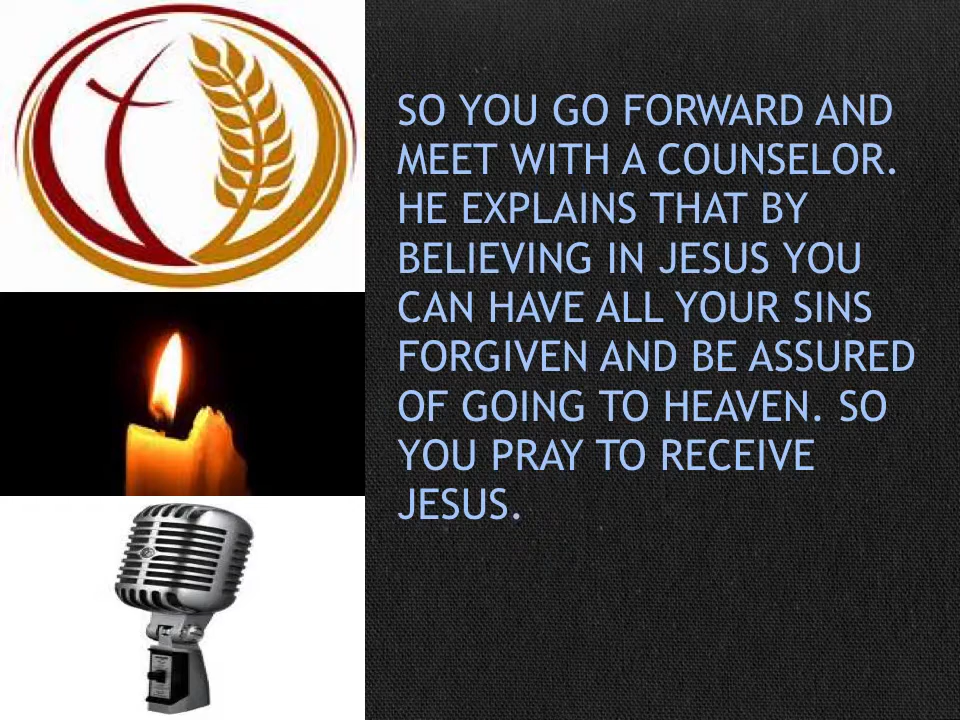 SO YOU GO FORWARD AND
MEET WITH A COUNSELOR.
HE EXPLAINS THAT BY
BELIEVING IN JESUS YOU
CAN HAVE ALL YOUR SINS
FORGIVEN AND BE ASSURED
OF GOING TO HEAVEN. SO
YOU PRAY TO RECEIVE
JESUS.